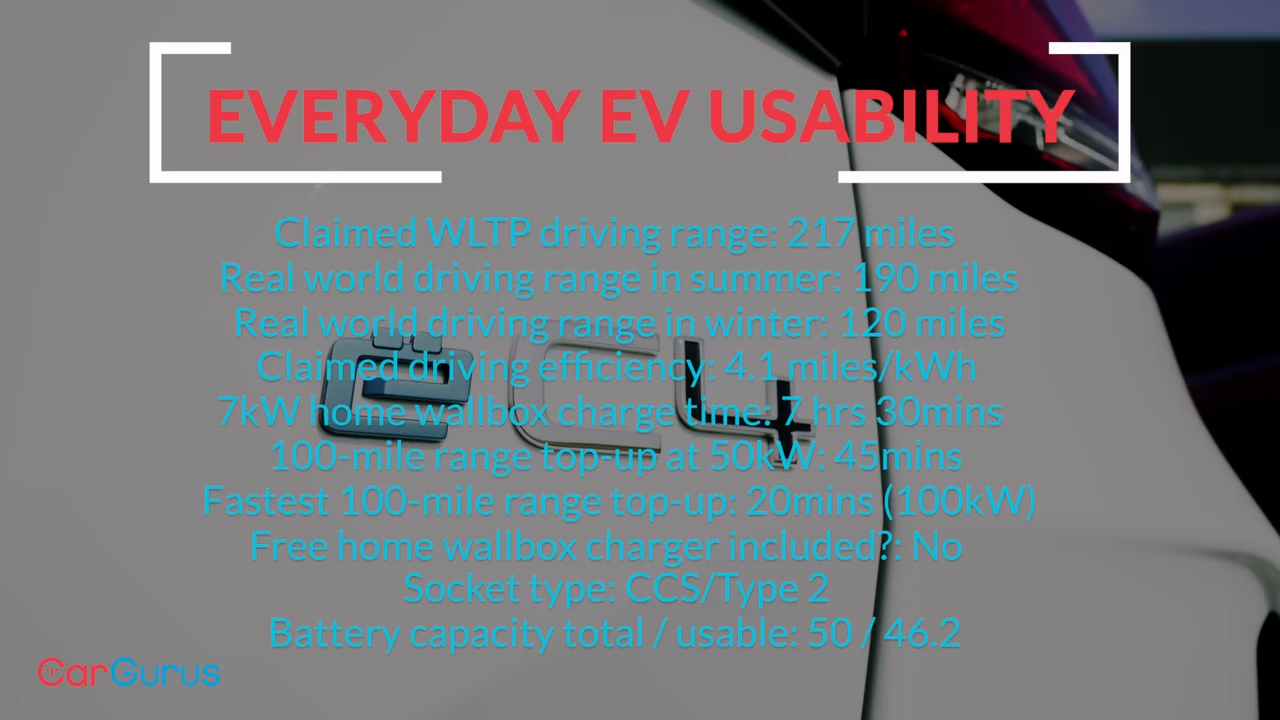 EVERYDAY EV USABILITY
Claimed WLTP driving range: 217 miles
Real world driving range in summer: 190 miles
Real world driving range in winter: 120 miles
Claimed driving efficiency: 4.1 miles/kWh
7kW home wallbox charge time: 7 hrs 30mins
100-mile range top-up at 50kW: 45mins
Fastest 100-mile range top-up: 20mins (100kW)
Free home wallbox charger included?: No
Socket type: CCS/Type 2
Battery capacity total / usable: 50 / 46.2
ëC4
CarGurus